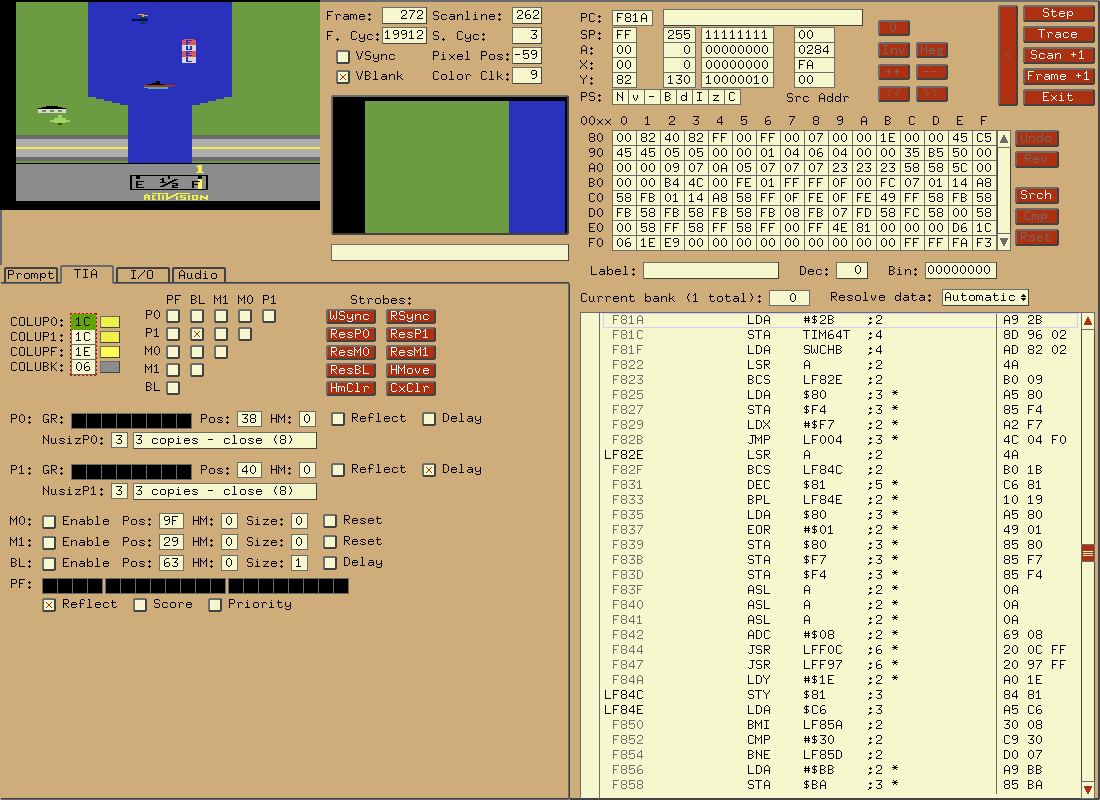 FUEL
E 1/2 F
1
ACTIVISION
Frame: 272 Scanline: 262
F. Cyc: 19912 S. Cyc: 3
VSync Pixel Pos: -59
VBlank Color Clk: 9
PC: F81A
SP: FF 255 11111111 00
A: 00 0 00000000 0284
X: 00 0 00000000 FA
Y: 82 130 10000010 00
PS: N v - B d I z C Src Addr
0
Inv Neg
++ --
<< >>
<
Step
Trace
Scan +1
Frame +1
Exit
00xx 0 1 2 3 4 5 6 7 8 9 A B C D E F
80 00 82 40 82 FF 00 FF 00 07 00 00 1E 00 00 45 C5
90 45 45 05 05 00 00 01 04 06 04 00 00 35 B5 50 00
A0 00 00 09 07 0A 05 07 07 07 23 23 23 58 58 5C 00
B0 00 00 B4 4C 00 FE 01 FF FF 0F 00 FC 07 01 14 A8
C0 58 FB 01 14 A8 58 FF 0F FE 0F FE 49 FF 58 FB 58
D0 FB 58 FF 58 FB 58 FB 08 FB 07 FD 58 FC 58 00 58
E0 00 58 FF FF 00 00 00 FF 00 FF 4E 81 00 00 D6 1C
F0 06 1E E9 00 00 00 00 00 00 00 00 00 FF FF FA F3
Undo
Rev
Srch
Cmp
Rset
Label: Dec: 0 Bin: 00000000
Prompt TIA I/O Audio
Current bank (1 total): 0 Resolve data: Automatic
PF BL M1 M0 P1
P0
P1
M0
M1
BL
COLUP0: 1C
COLUP1: 1C
COLUPF: 1E
COLUBK: 06
Strobes:
WSync RSync
ResP0 ResP1
ResM0 ResM1
ResBL HMove
HmClr CxClr
P0: GR: Pos: 38 HM: 0 Reflect Delay
NusizP0: 3 3 copies - close (8)
P1: GR: Pos: 40 HM: 0 Reflect Delay
NusizP1: 3 3 copies - close (8)
M0: Enable Pos: 9F HM: 0 Size: 0 Reset
M1: Enable Pos: 29 HM: 0 Size: 0 Reset
BL: Enable Pos: 63 HM: 0 Size: 1 Delay
PF:
Reflect Score Priority
F81A LDA #$2B ;2 A9 2B
F81C STA TIM64T ;4 8D 96 02
F81F LDA SWCHB ;4 AD 82 02
F822 LSR A ;2 4A
F823 BCS LF82E ;2 B0 09
F825 LDA $80 ;3 * A5 80
F827 STA $F4 ;3 * 85 F4
F829 LDX #$F7 ;2 * A2 F7
F82B JMP LF004 ;3 * 4C 04 F0
LF82E LSR A ;2 4A
F82F BCS LF84C ;2 B0 1B
F831 DEC $81 ;5 * C6 81
F833 BPL LF84E ;2 * 10 19
F835 LDA $80 ;3 * A5 80
F837 EOR #$01 ;2 * 49 01
F839 STA $80 ;3 * 85 80
F83B STA $F7 ;3 * 85 F7
F83D STA $F4 ;3 * 85 F4
F83F ASL A ;2 * 0A
F840 ASL A ;2 * 0A
F841 ASL A ;2 * 0A
F842 ADC #$08 ;2 * 69 08
F844 JSR LFF0C ;6 * 20 0C FF
F847 JSR LFF97 ;6 * 20 97 FF
F84A LDY #$1E ;2 * A0 1E
LF84C STY $81 ;3 84 81
LF84E LDA $C6 ;3 A5 C6
F850 BMI LF85A ;2 30 08
F852 CMP #$30 ;2 C9 30
F854 BNE LF85D ;2 D0 07
F856 LDA #$BB ;2 * A9 BB
F858 STA $BA ;3 * 85 BA